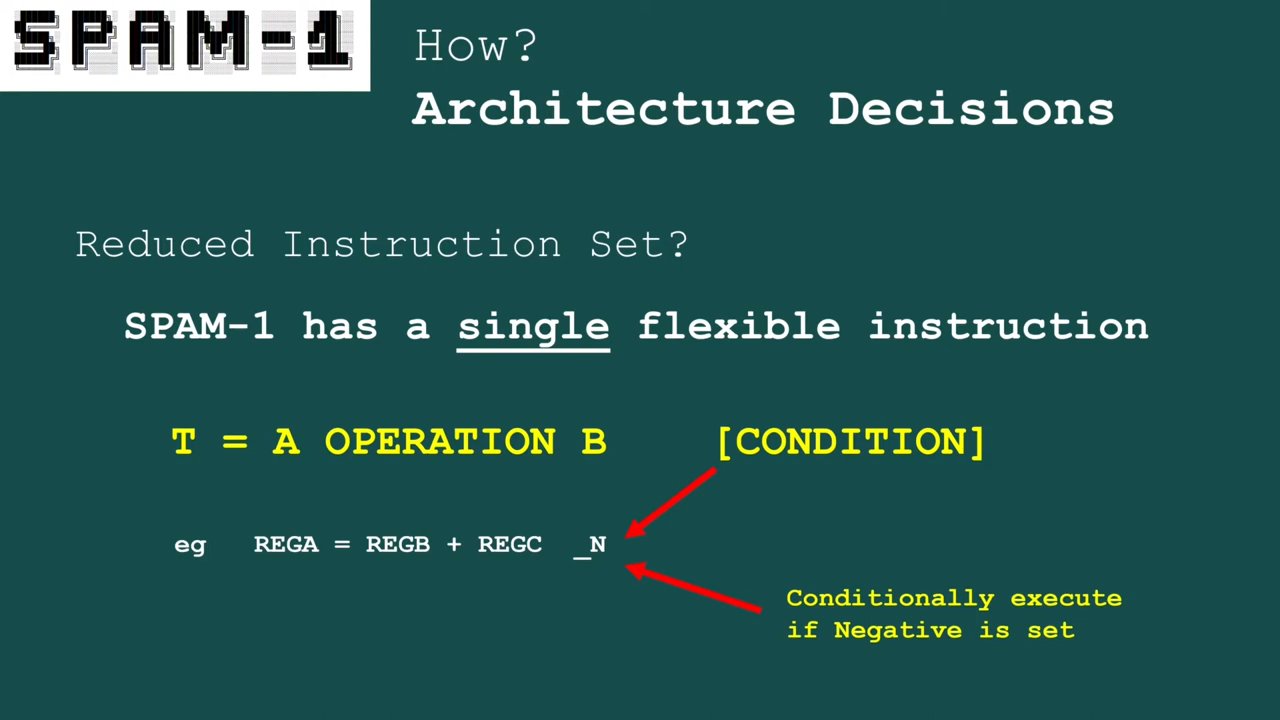 SPAM-1
How?
Architecture Decisions
Reduced Instruction Set?
SPAM-1 has a single flexible instruction
T = A OPERATION B [CONDITION]
eg REGA = REGB + REGC _N
Conditionally execute
if Negative is set